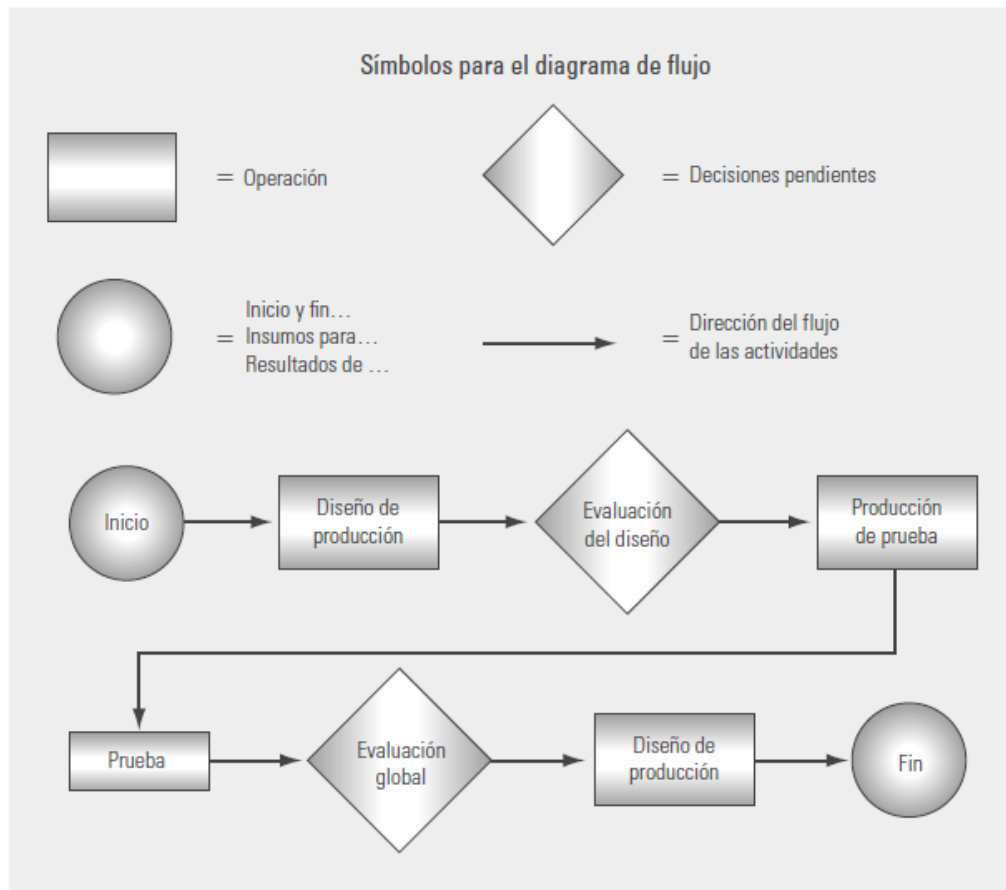 Símbolos para el diagrama de flujo
= Operación
= Decisiones pendientes
= Inicio y fin…
Insumos para…
Resultados de …
= Dirección del flujo
de las actividades
Inicio
Diseño de
producción
Evaluación
del diseño
Producción
de prueba
Prueba
Evaluación
global
Diseño de
producción
Fin